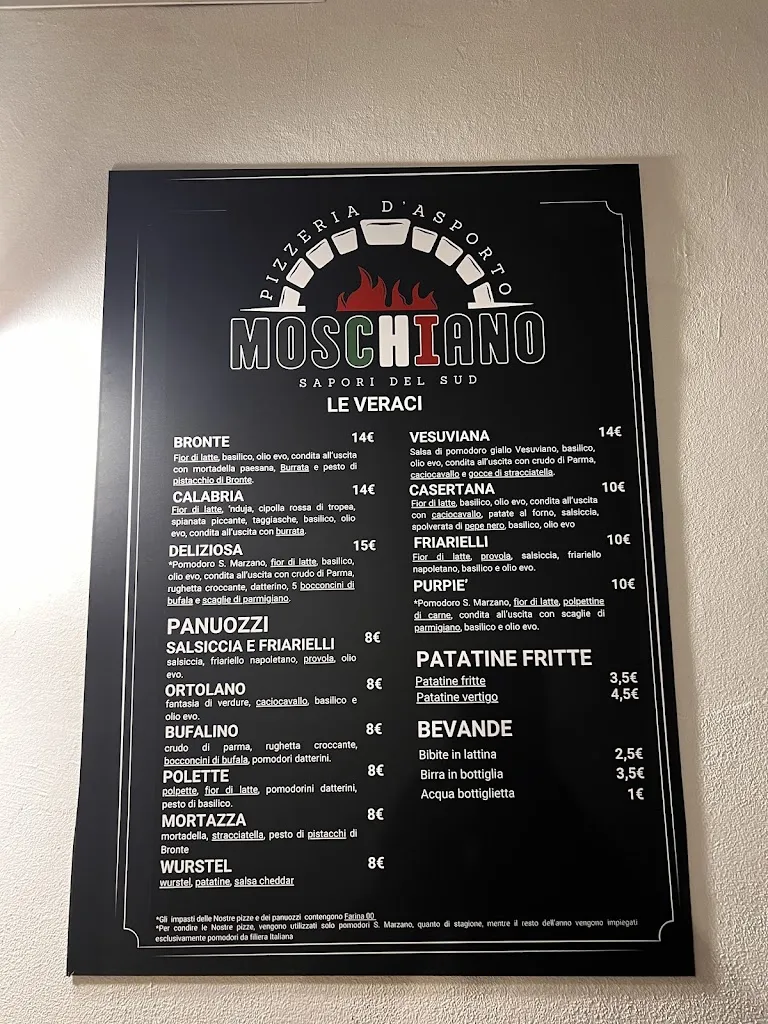 PIZZERIA D'ASPORTO
MOSCHIANO
SAPORI DEL SUD
LE VERACI
BRONTE 14€
Fior di latte, basilico, olio evo, condita all'uscita
con mortadella paesana, Burrata e pesto di
pistacchio di Bronte.
CALABRIA 14€
Fior di latte, 'nduja, cipolla rossa di tropea,
spianata piccante, taggiasche, basilico, olio
evo, condita all'uscita con burrata.
DELIZIOSA 15€
*Pomodoro S. Marzano, fior di latte, basilico,
olio evo, condita all'uscita con crudo di Parma,
rughetta croccante, datterino, 5 bocconcini di
bufala e scaglie di parmigiano.
PANUOZZI
SALSICCIA E FRIARIELLI 8€
salsiccia, friariello napoletano, provola, olio
evo.
ORTOLANO 8€
fantasia di verdure, caciocavallo, basilico e
olio evo.
BUFALINO 8€
crudo di parma, rughetta croccante,
bocconcini di bufala, pomodori datterini.
POLETTE 8€
polpette, fior di latte, pomodorini datterini,
pesto di basilico.
MORTAZZA 8€
mortadella, stracciatella, pesto di pistacchi di
Bronte
WURSTEL 8€
wurstel, patatine, salsa cheddar
VESUVIANA 14€
Salsa di pomodoro giallo Vesuviano, basilico,
olio evo, condita all'uscita con crudo di Parma,
caciocavallo e gocce di stracciatella.
CASERTANA 10€
Fior di latte, basilico, olio evo, condita all'uscita
con caciocavallo, patate al forno, salsiccia,
spolverata di pepe nero, basilico, olio evo
FRIARIELLI 10€
Fior di latte, provola, salsiccia, friariello
napoletano, basilico e olio evo.
PURPIE' 10€
*Pomodoro S. Marzano, fior di latte, polpettine
di carne, condita all'uscita con scaglie di
parmigiano, basilico e olio evo.
PATATINE FRITTE
Patatine fritte 3,5€
Patatine vertigo 4,5€
BEVANDE
Bibite in lattina 2,5€
Birra in bottiglia 3,5€
Acqua bottiglietta 1€
*Gli impasti delle Nostre pizze e dei panuozzi contengono Farina 00
*Per condire le Nostre pizze, vengono utilizzati solo pomodori S. Marzano, quanto di stagione, mentre il resto dell'anno vengono impiegati
esclusivamente pomodori da filiera Italiana